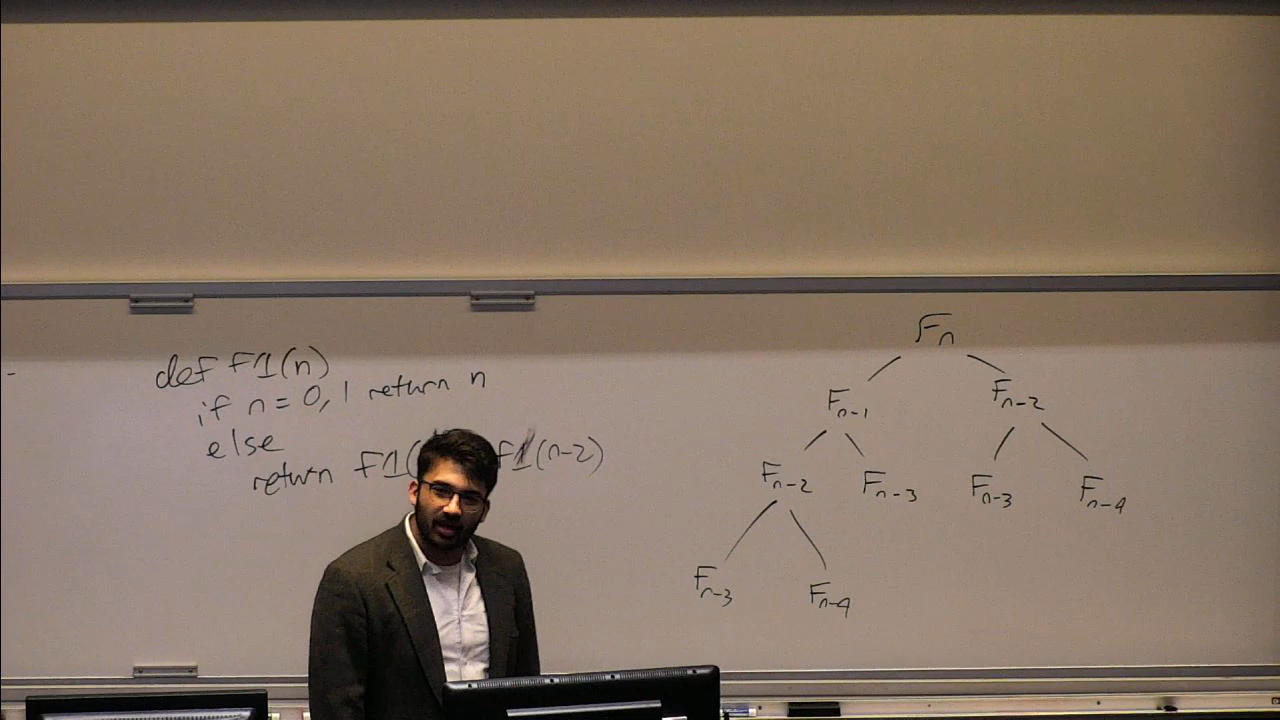 def F1(n)
if n = 0, 1 return n
else
return F1( F1(n-2)
Fn
Fn-1 Fn-2
Fn-2 Fn-3 Fn-3 Fn-4
Fn-3 Fn-4